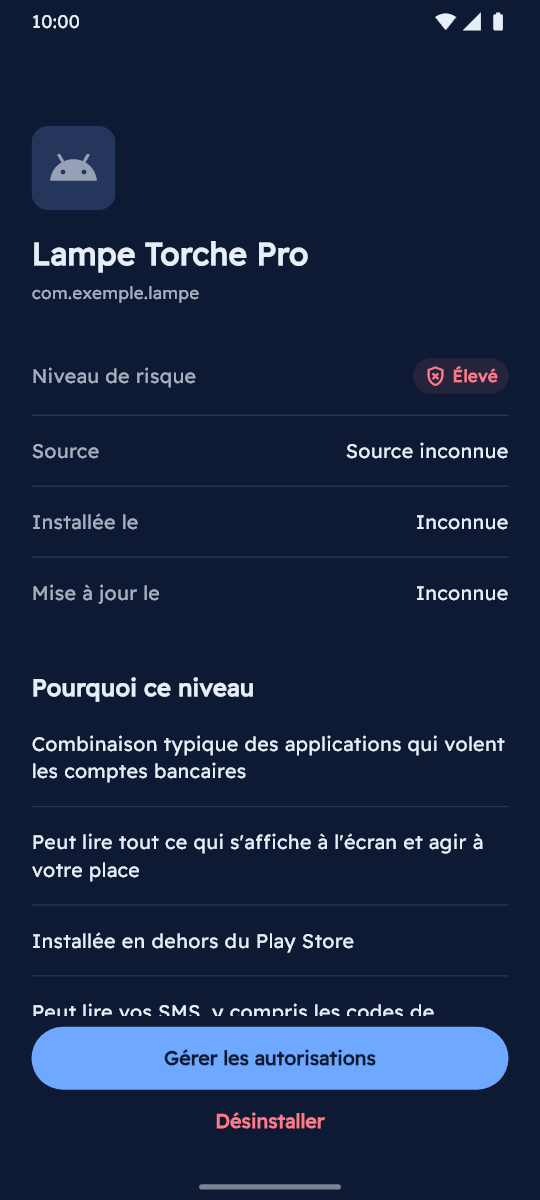 10:00
Lampe Torche Pro
com.exemple.lampe
Niveau de risque
Élevé
Source
Source inconnue
Installée le
Inconnue
Mise à jour le
Inconnue
Pourquoi ce niveau
Combinaison typique des applications qui volent
les comptes bancaires
Peut lire tout ce qui s'affiche à l'écran et agir à
votre place
Installée en dehors du Play Store
Peut lire vos SMS, y compris les codes de
Gérer les autorisations
Désinstaller